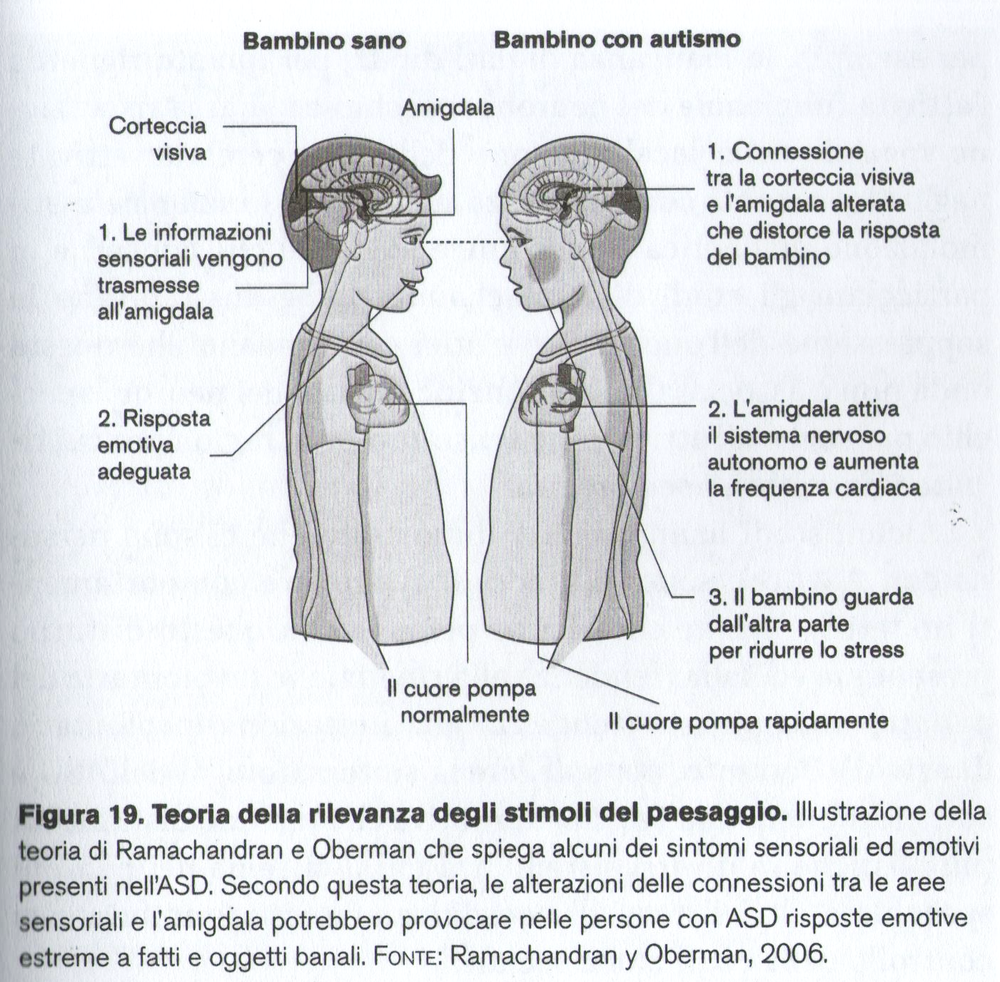 Bambino sano
Bambino con autismo
Amigdala
Corteccia
visiva
1. Le informazioni
sensoriali vengono
trasmesse
all'amigdala
2. Risposta
emotiva
adeguata
Il cuore pompa
normalmente
1. Connessione
tra la corteccia visiva
e l'amigdala alterata
che distorce la risposta
del bambino
2. L'amigdala attiva
il sistema nervoso
autonomo e aumenta
la frequenza cardiaca
3. Il bambino guarda
dall'altra parte
per ridurre lo stress
Il cuore pompa rapidamente
Figura 19. Teoria della rilevanza degli stimoli del paesaggio. Illustrazione della
teoria di Ramachandran e Oberman che spiega alcuni dei sintomi sensoriali ed emotivi
presenti nell'ASD. Secondo questa teoria, le alterazioni delle connessioni tra le aree
sensoriali e l'amigdala potrebbero provocare nelle persone con ASD risposte emotive
estreme a fatti e oggetti banali. FONTE: Ramachandran y Oberman, 2006.